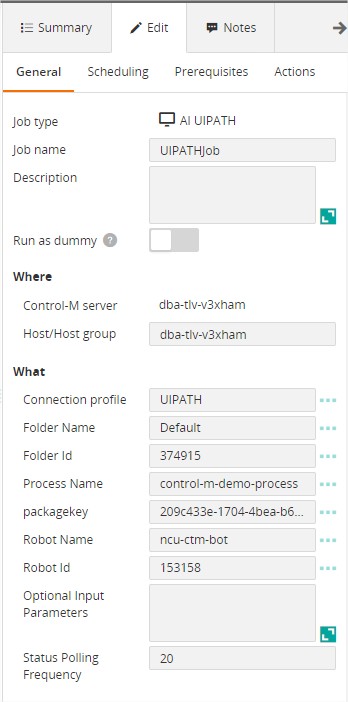 Summary Edit Notes
General Scheduling Prerequisites Actions
Job type AI UIPATH
Job name UIPATHJob
Description
Run as dummy ?
Where
Control-M server dba-tlv-v3xham
Host/Host group dba-tlv-v3xham
What
Connection profile UIPATH
Folder Name Default
Folder Id 374915
Process Name control-m-demo-process
packagekey 209c433e-1704-4bea-b6...
Robot Name ncu-ctm-bot
Robot Id 153158
Optional Input
Parameters
Status Polling 20
Frequency